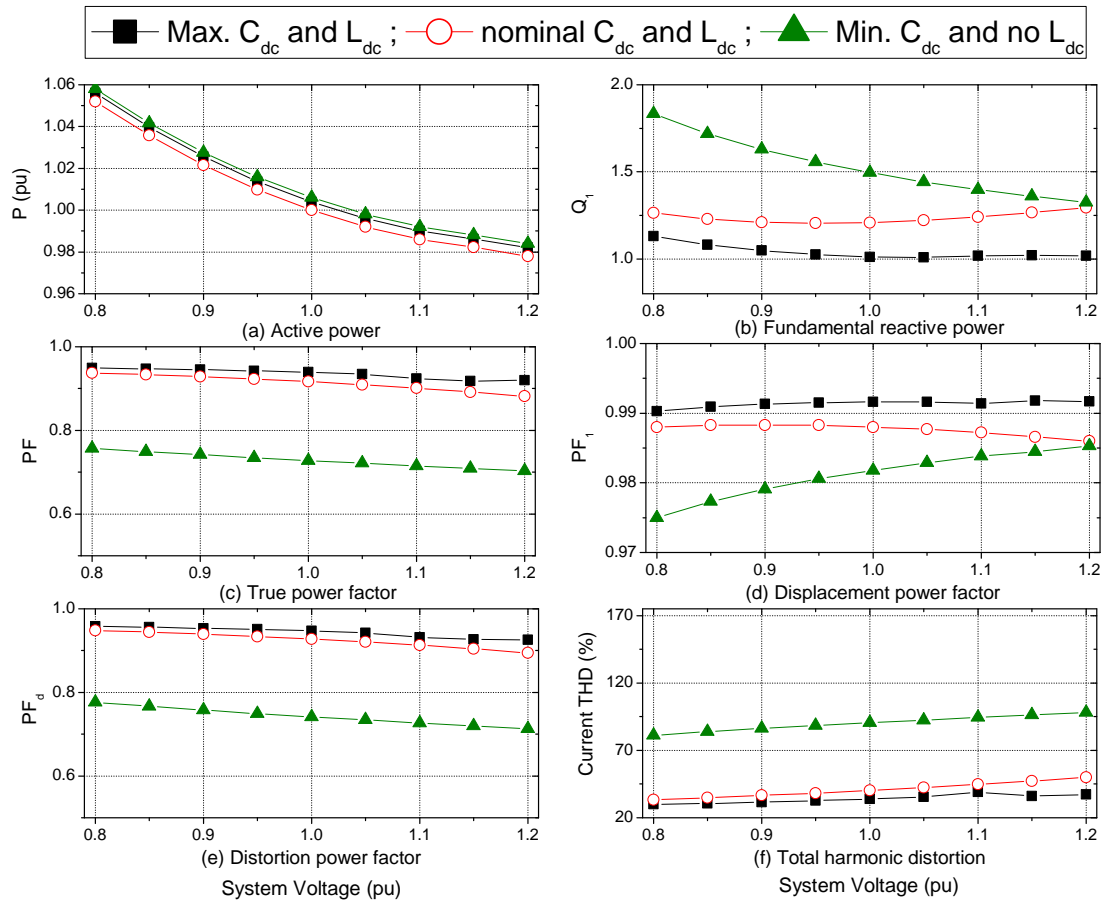 Max. C_dc and L_dc ; nominal C_dc and L_dc ; Min. C_dc and no L_dc
P (pu)
1.06
1.04
1.02
1.00
0.98
0.96
0.8 0.9 1.0 1.1 1.2
(a) Active power
Q_1
2.0
1.5
1.0
0.8 0.9 1.0 1.1 1.2
(b) Fundamental reactive power
PF
1.0
0.8
0.6
0.8 0.9 1.0 1.1 1.2
(c) True power factor
PF_1
1.00
0.99
0.98
0.97
0.8 0.9 1.0 1.1 1.2
(d) Displacement power factor
PF_d
1.0
0.8
0.6
0.8 0.9 1.0 1.1 1.2
(e) Distortion power factor
System Voltage (pu)
Current THD (%)
170
120
70
20
0.8 0.9 1.0 1.1 1.2
(f) Total harmonic distortion
System Voltage (pu)